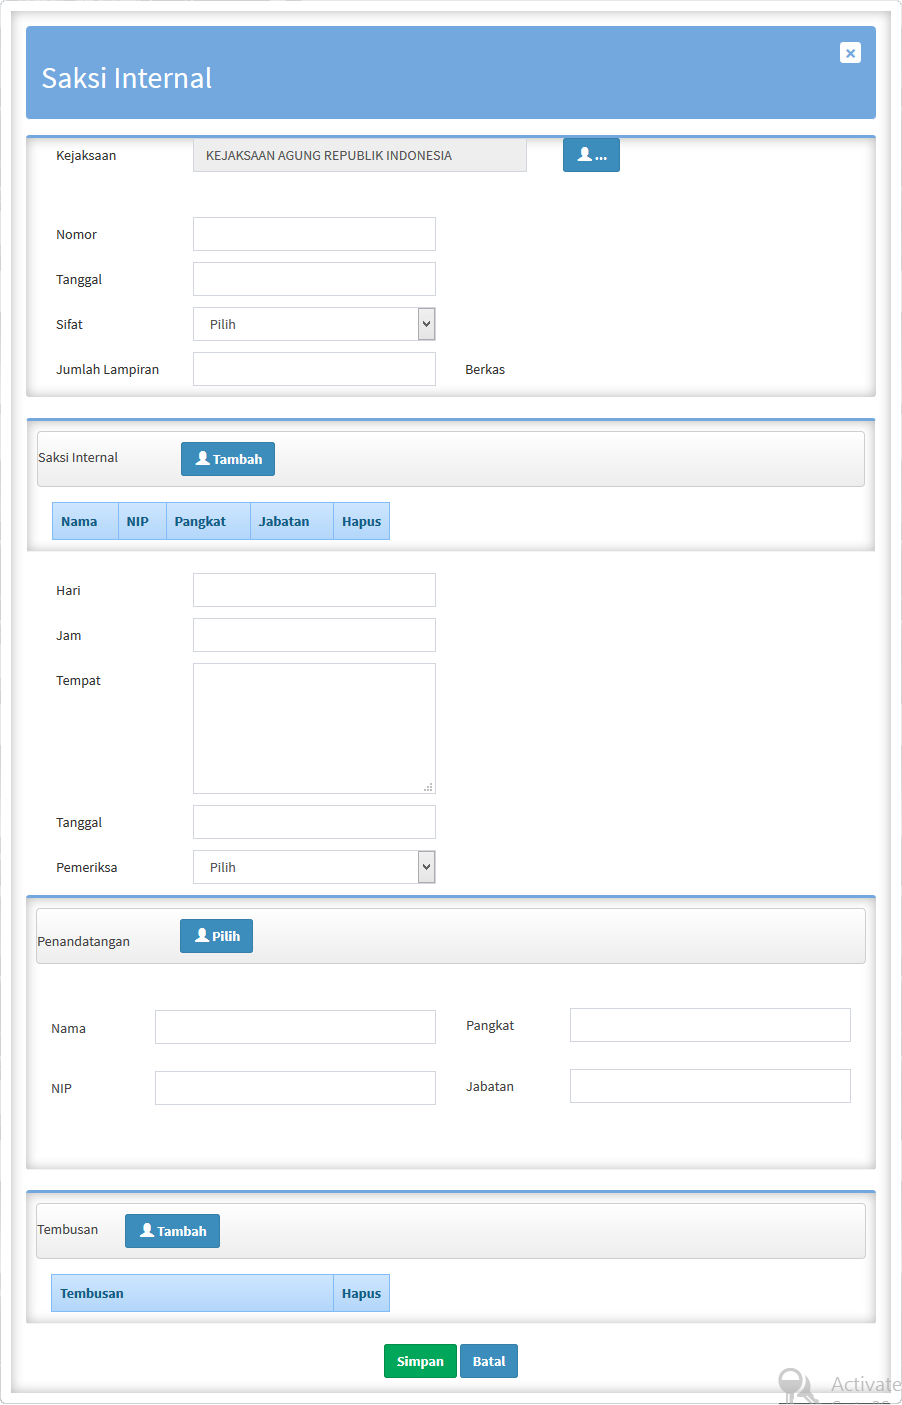 Saksi Internal
Kejaksaan KEJAKSAAN AGUNG REPUBLIK INDONESIA ...
Nomor
Tanggal
Sifat Pilih
Jumlah Lampiran Berkas
Saksi Internal Tambah
Nama NIP Pangkat Jabatan Hapus
Hari
Jam
Tempat
Tanggal
Pemeriksa Pilih
Penandatangan Pilih
Nama Pangkat
NIP Jabatan
Tembusan Tambah
Tembusan Hapus
Simpan Batal
Activate